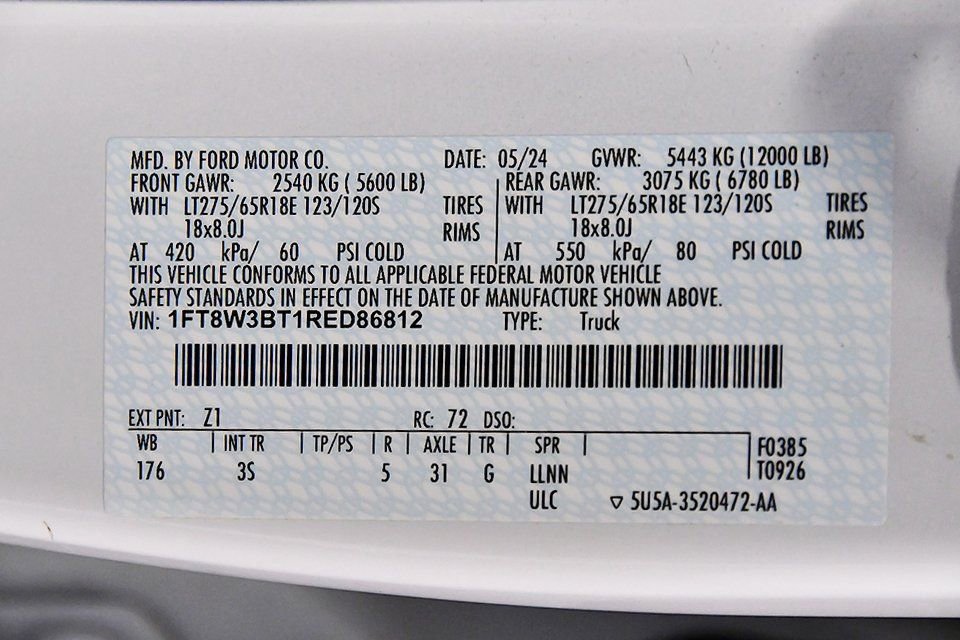 MFD. BY FORD MOTOR CO. DATE: 05/24 GVWR: 5443 KG (12000 LB)
FRONT GAWR: 2540 KG ( 5600 LB) REAR GAWR: 3075 KG ( 6780 LB)
WITH LT275/65R18E 123/120S TIRES WITH LT275/65R18E 123/120S TIRES
18x8.0J RIMS 18x8.0J RIMS
AT 420 kPa/ 60 PSI COLD AT 550 kPa/ 80 PSI COLD
THIS VEHICLE CONFORMS TO ALL APPLICABLE FEDERAL MOTOR VEHICLE
SAFETY STANDARDS IN EFFECT ON THE DATE OF MANUFACTURE SHOWN ABOVE.
VIN: 1FT8W3BT1RED86812 TYPE: Truck
EXT PNT: Z1 RC: 72 DSO:
WB | INT TR | TP/PS | R | AXLE | TR | SPR | F0385
176 3S 5 31 G LLNN T0926
ULC 5U5A-3520472-AA